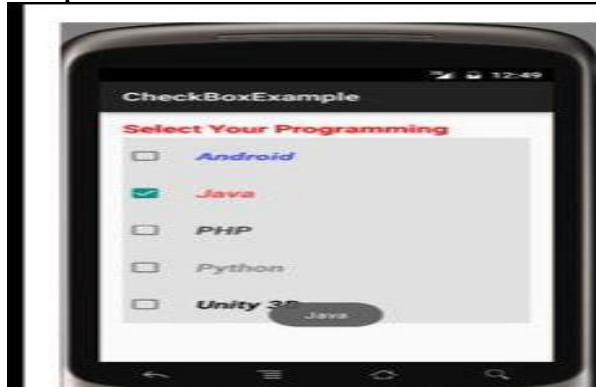 12:49
CheckBoxExample
Select Your Programming
Android
Java
PHP
Python
Unity 3D
Java